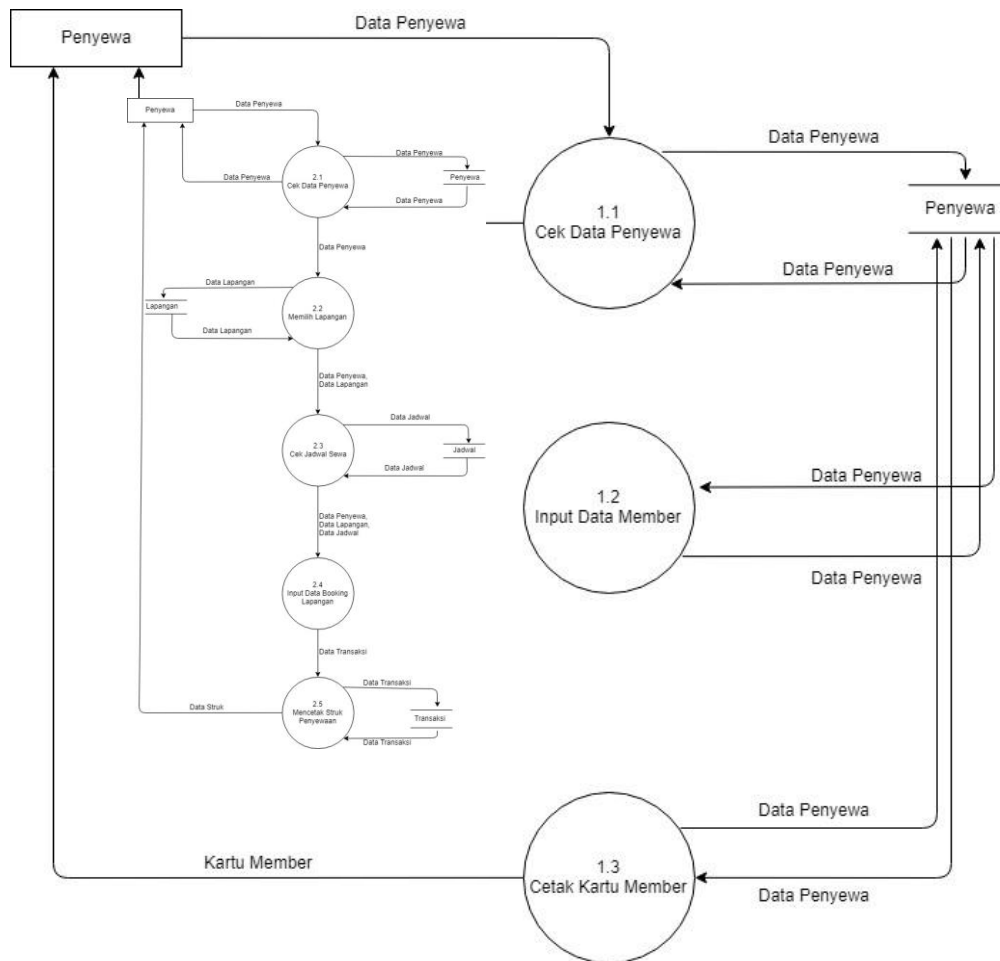 Penyewa
Data Penyewa
Penyewa
Data Penyewa
2.1
Cek Data Penyewa
Data Penyewa
Penyewa
Data Penyewa
Data Penyewa
Data Penyewa
2.2
Memilih Lapangan
Data Lapangan
Lapangan
Data Lapangan
Data Penyewa,
Data Lapangan
2.3
Cek Jadwal Sewa
Data Jadwal
Jadwal
Data Jadwal
Data Penyewa,
Data Lapangan,
Data Jadwal
2.4
Input Data Booking
Lapangan
Data Transaksi
2.5
Mencetak Struk
Penyewaan
Data Transaksi
Transaksi
Data Transaksi
Data Struk
1.1
Cek Data Penyewa
Data Penyewa
Penyewa
Data Penyewa
1.2
Input Data Member
Data Penyewa
Data Penyewa
1.3
Cetak Kartu Member
Data Penyewa
Data Penyewa
Kartu Member